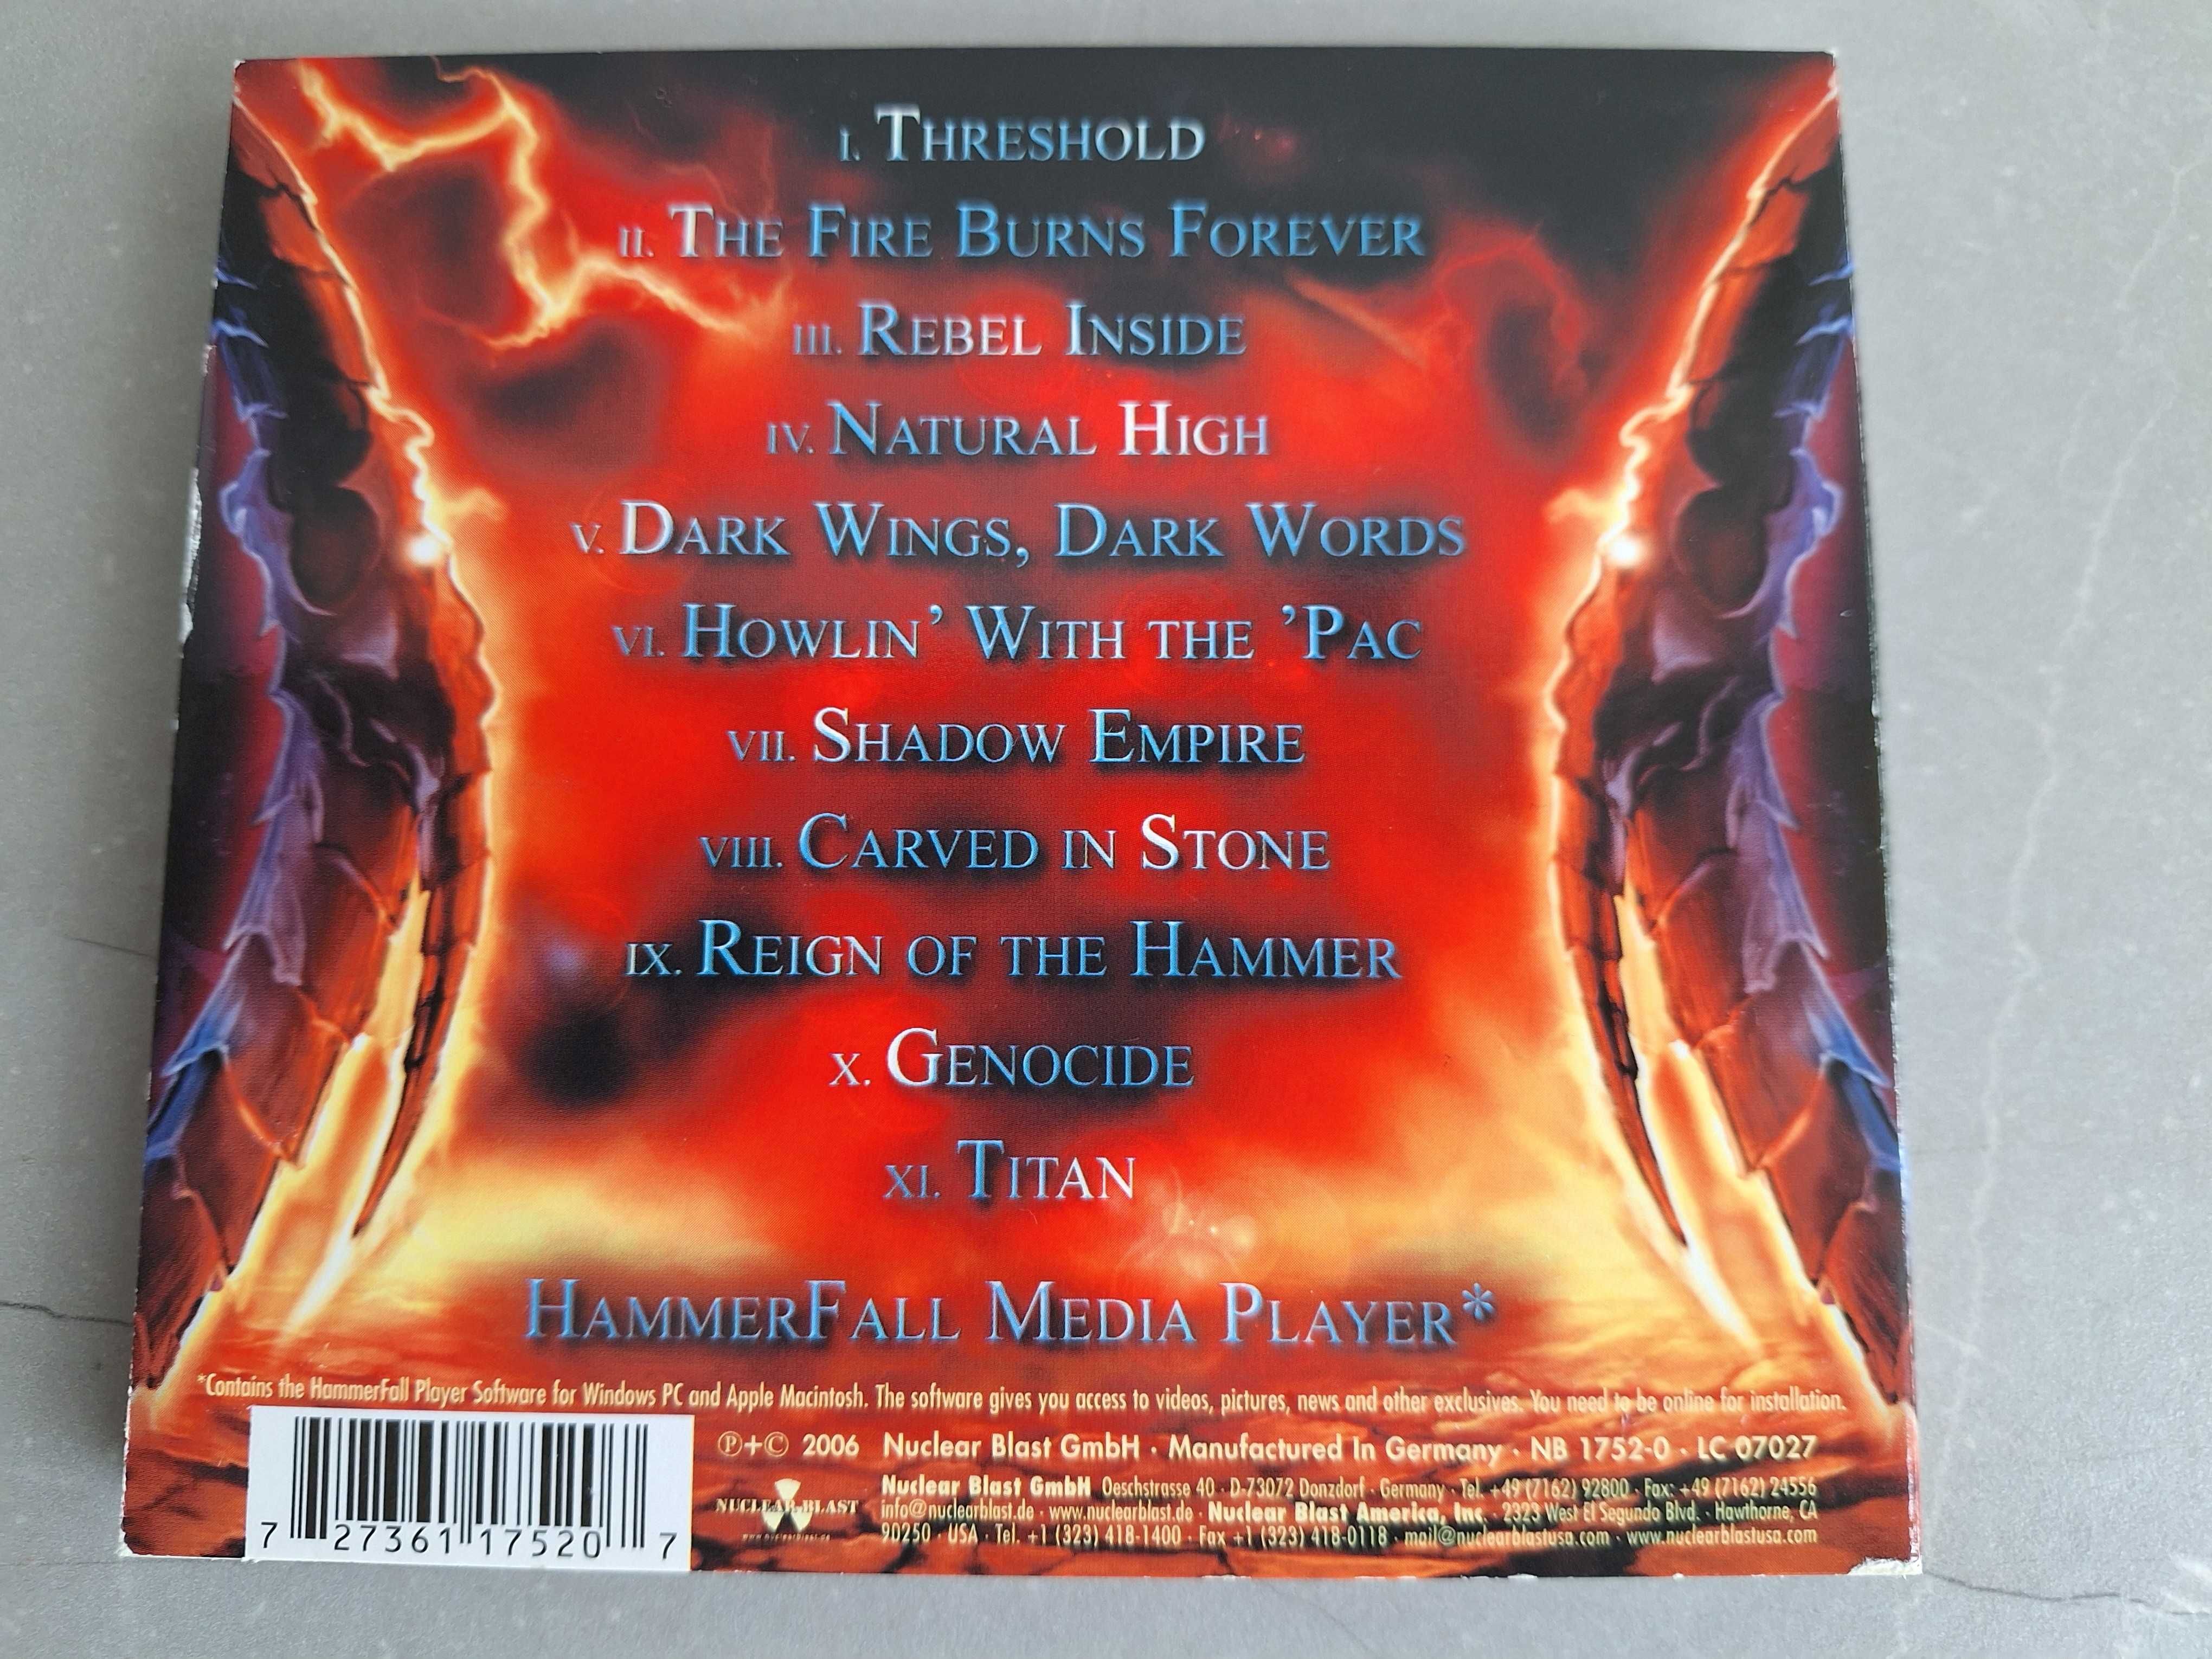 I. THRESHOLD
II. THE FIRE BURNS FOREVER
III. REBEL INSIDE
IV. NATURAL HIGH
V. DARK WINGS, DARK WORDS
VI. HOWLIN' WITH THE 'PAC
VII. SHADOW EMPIRE
VIII. CARVED IN STONE
IX. REIGN OF THE HAMMER
X. GENOCIDE
XI. TITAN
HAMMERFALL MEDIA PLAYER*
*Contains the HammerFall Player Software for Windows PC and Apple Macintosh. The software gives you access to videos, pictures, news and other exclusives. You need to be online for installation.
℗+© 2006 Nuclear Blast GmbH · Manufactured In Germany · NB 1752-0 · LC 07027
Nuclear Blast GmbH Oeschstrasse 40 · D-73072 Donzdorf · Germany · Tel. +49 (7162) 92800 · Fax: +49 (7162) 24556
info@nuclearblast.de · www.nuclearblast.de · Nuclear Blast America, Inc. · 2323 West El Segundo Blvd. · Hawthorne, CA
90250 · USA · Tel. +1 (323) 418-1400 · Fax +1 (323) 418-0118 · mail@nuclearblastusa.com · www.nuclearblastusa.com
NUCLEAR BLAST
www.nuclearblast.de
7 27361 17520 7